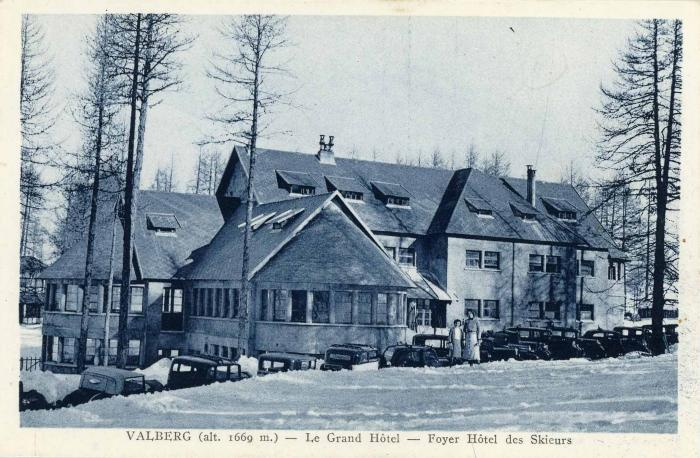 VALBERG (alt. 1669 m.) — Le Grand Hôtel — Foyer Hôtel des Skieurs